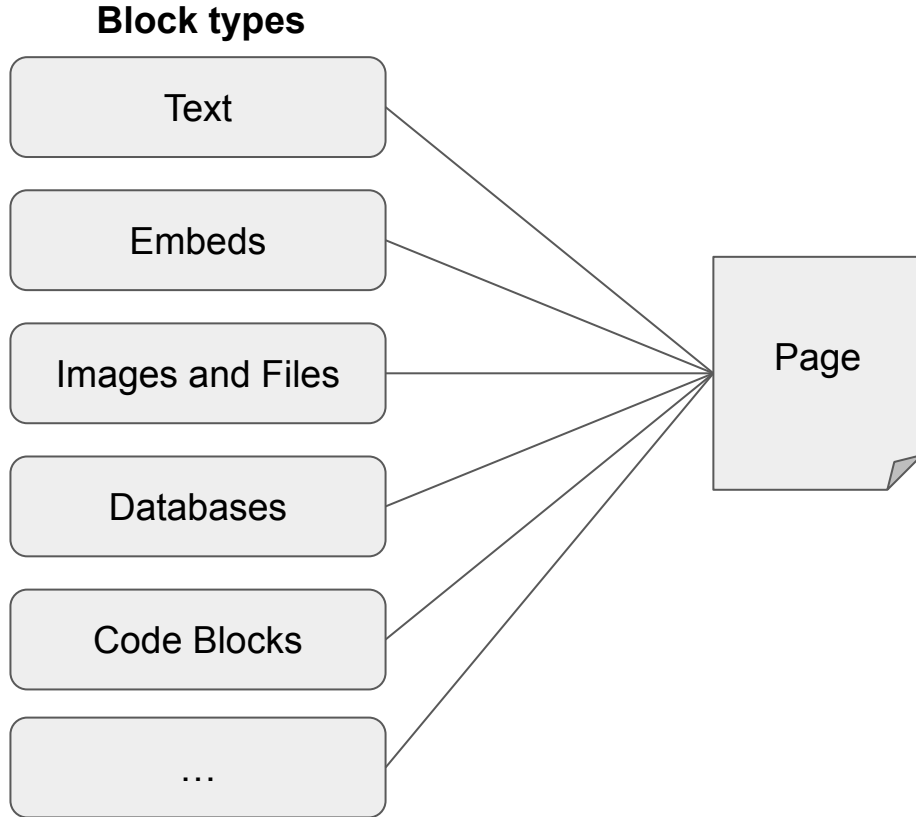 Block types
Text
Embeds
Images and Files
Page
Databases
Code Blocks
…